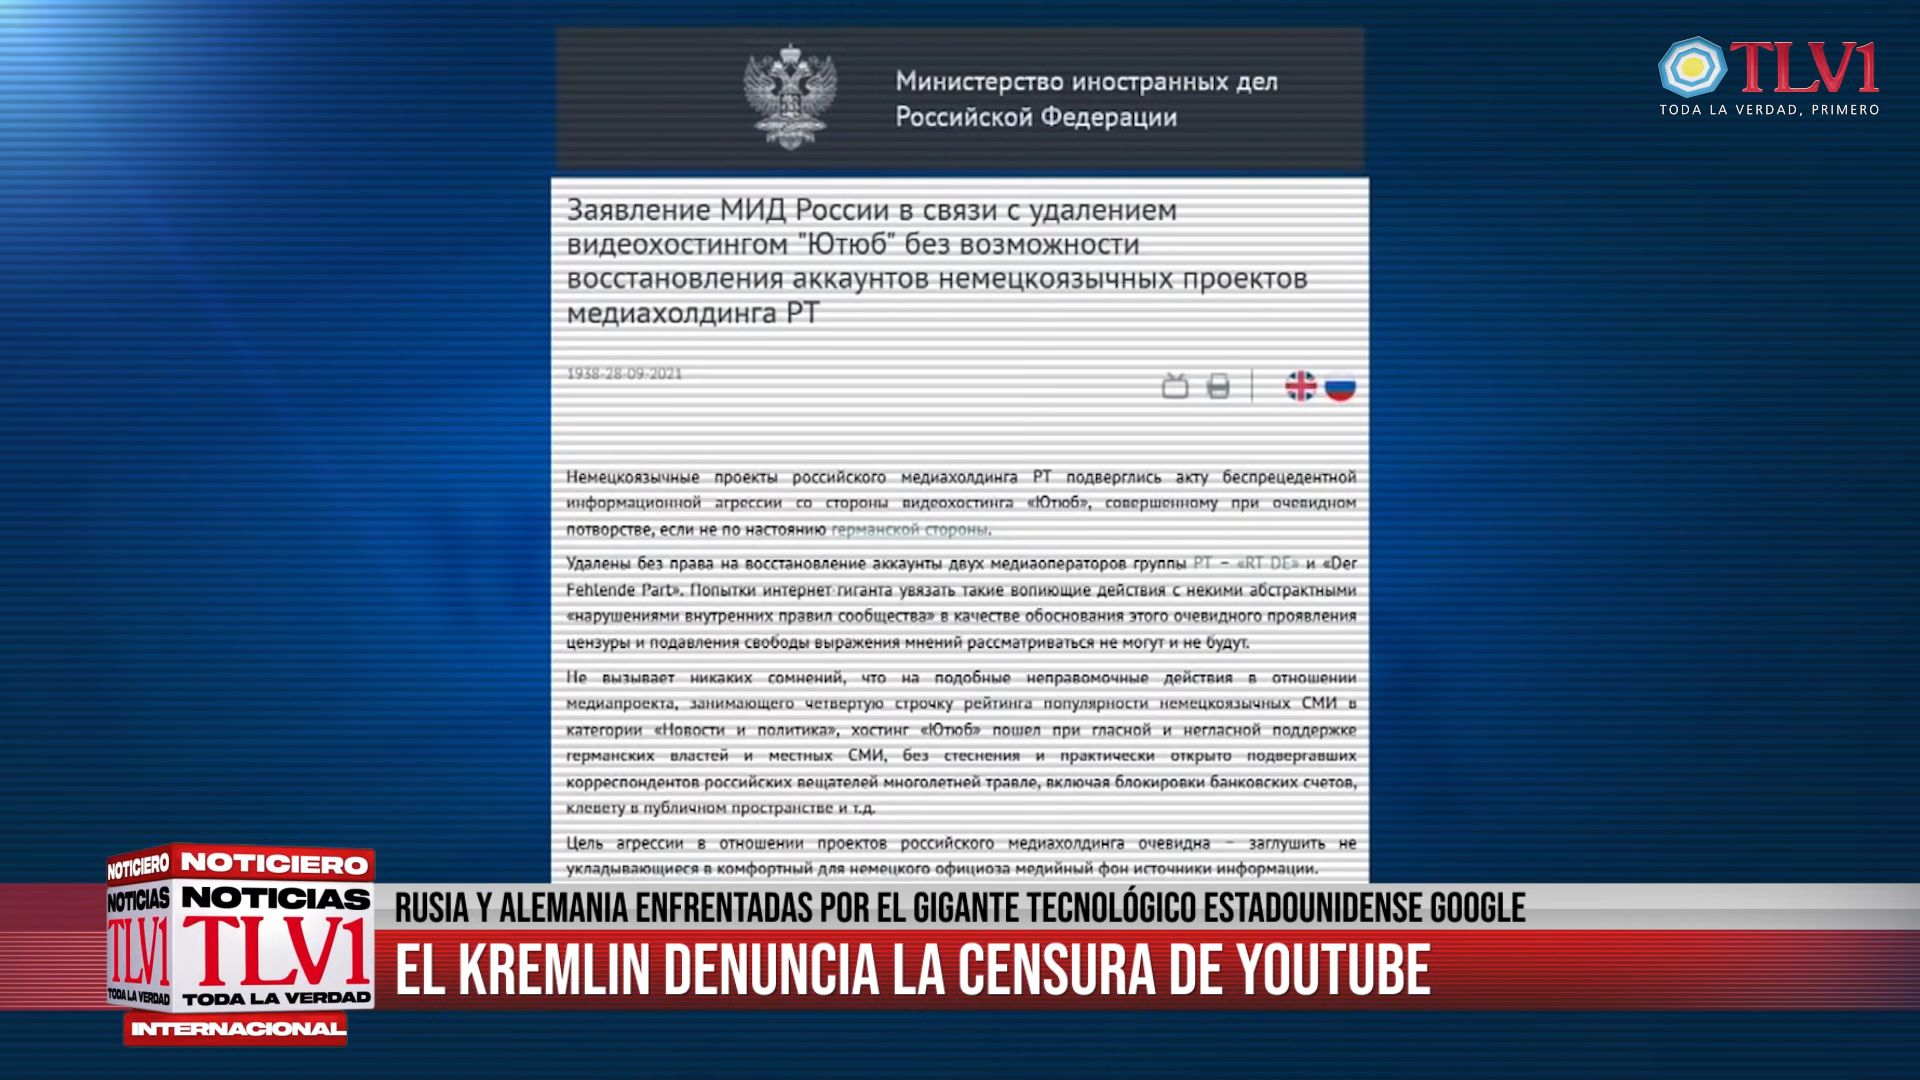 TLV1
TODA LA VERDAD, PRIMERO
Министерство иностранных дел
Российской Федерации
Заявление МИД России в связи с удалением
видеохостингом "Ютюб" без возможности
восстановления аккаунтов немецкоязычных проектов
медиахолдинга РТ
1938-28-09-2021
Немецкоязычные проекты российского медиахолдинга РТ подверглись акту беспрецедентной
информационной агрессии со стороны видеохостинга «Ютюб», совершенному при очевидном
потворстве, если не по настоянию германской стороны.
Удалены без права на восстановление аккаунты двух медиаоператоров группы РТ – «RT DE» и «Der
Fehlende Part». Попытки интернет-гиганта увязать такие вопиющие действия с некими абстрактными
«нарушениями внутренних правил сообщества» в качестве обоснования этого очевидного проявления
цензуры и подавления свободы выражения мнений рассматриваться не могут и не будут.
Не вызывает никаких сомнений, что на подобные неправомочные действия в отношении
медиапроекта, занимающего четвертую строчку рейтинга популярности немецкоязычных СМИ в
категории «Новости и политика», хостинг «Ютюб» пошел при гласной и негласной поддержке
германских властей и местных СМИ, без стеснения и практически открыто подвергавших
корреспондентов российских вещателей многолетней травле, включая блокировки банковских счетов,
клевету в публичном пространстве и т.д.
Цель агрессии в отношении проектов российского медиахолдинга очевидна – заглушить не
укладывающиеся в комфортный для немецкого официоза медийный фон источники информации.
NOTICIERO NOTICIERO
NOTICIAS NOTICIAS
TLV1 TLV1
TODA LA VERDAD TODA LA VERDAD
INTERNACIONAL
RUSIA Y ALEMANIA ENFRENTADAS POR EL GIGANTE TECNOLÓGICO ESTADOUNIDENSE GOOGLE
EL KREMLIN DENUNCIA LA CENSURA DE YOUTUBE